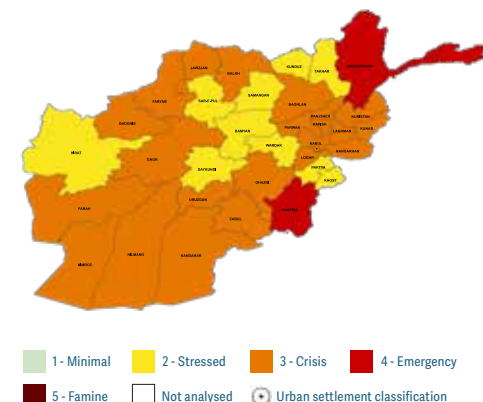 JAWZJAN
BALKH
KUNDUZ
TAKHAR
BADAKHSHAN
FARYAB
SAR-E-PUL
SAMANGAN
BAGHLAN
BADGHIS
PANJSHER
NURISTAN
KAPISA
LAGHMAN
KUNAR
BAMYAN
PARWAN
WARDAK
KABUL
NANGARHAR
LOGAR
HIRAT
GHOR
DAYKUNDI
PAKTYA
KHOST
GHAZNI
URUZGAN
PAKTIKA
FARAH
ZABUL
NIMROZ
HILMAND
KANDAHAR
1 - Minimal
2 - Stressed
3 - Crisis
4 - Emergency
5 - Famine
Not analysed
Urban settlement classification